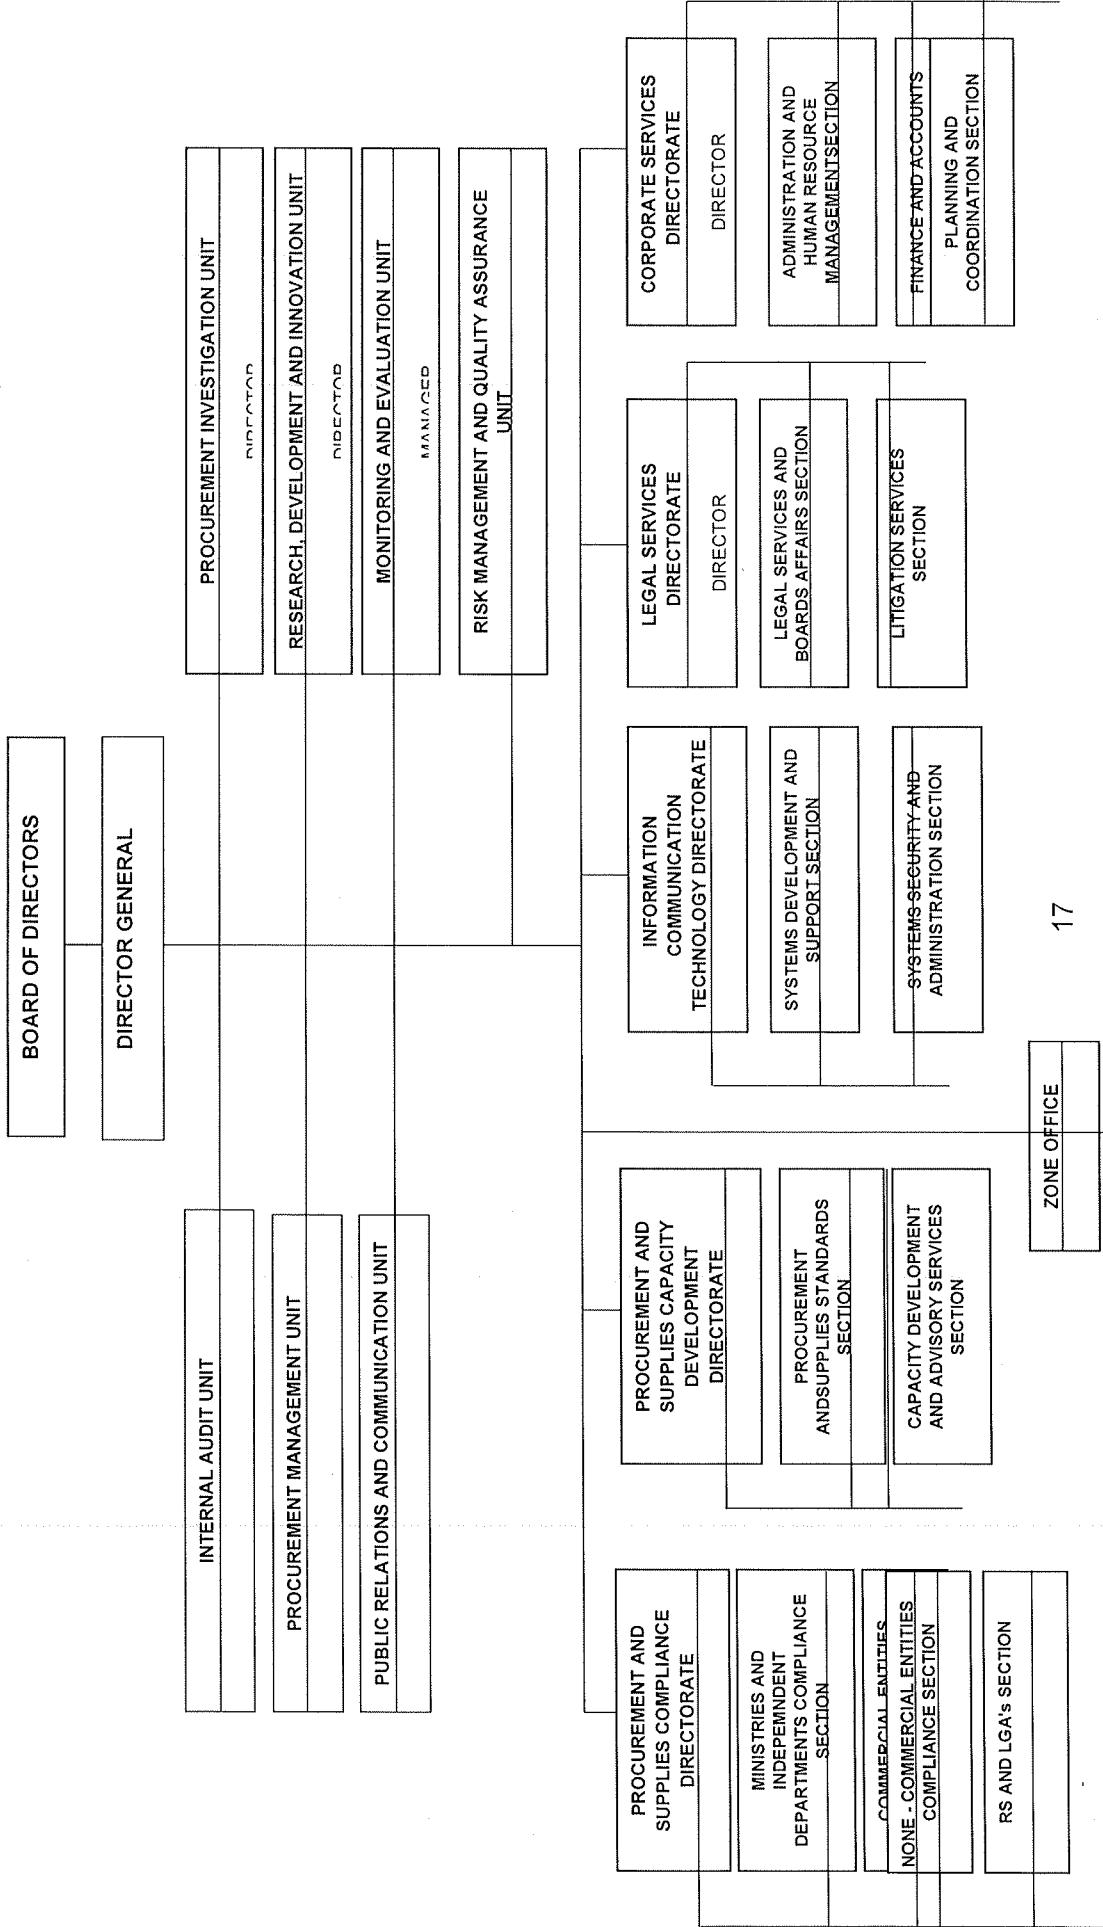 BOARD OF DIRECTORS
DIRECTOR GENERAL
INTERNAL AUDIT UNIT
PROCUREMENT MANAGEMENT UNIT
PUBLIC RELATIONS AND COMMUNICATION UNIT
PROCUREMENT INVESTIGATION UNIT
DIRECTOR
RESEARCH, DEVELOPMENT AND INNOVATION UNIT
DIRECTOR
MONITORING AND EVALUATION UNIT
MANAGER
RISK MANAGEMENT AND QUALITY ASSURANCE
UNIT
PROCUREMENT AND
SUPPLIES COMPLIANCE
DIRECTORATE
MINISTRIES AND
INDEPEMNDENT
DEPARTMENTS COMPLIANCE
SECTION
COMMERCIAL ENTITIES
NONE - COMMERCIAL ENTITIES
COMPLIANCE SECTION
RS AND LGA's SECTION
PROCUREMENT AND
SUPPLIES CAPACITY
DEVELOPMENT
DIRECTORATE
PROCUREMENT
ANDSUPPLIES STANDARDS
SECTION
CAPACITY DEVELOPMENT
AND ADVISORY SERVICES
SECTION
ZONE OFFICE
INFORMATION
COMMUNICATION
TECHNOLOGY DIRECTORATE
SYSTEMS DEVELOPMENT AND
SUPPORT SECTION
SYSTEMS SECURITY AND
ADMINISTRATION SECTION
LEGAL SERVICES
DIRECTORATE
DIRECTOR
LEGAL SERVICES AND
BOARDS AFFAIRS SECTION
LITIGATION SERVICES
SECTION
CORPORATE SERVICES
DIRECTORATE
DIRECTOR
ADMINISTRATION AND
HUMAN RESOURCE
MANAGEMENTSECTION
FINANCE AND ACCOUNTS
PLANNING AND
COORDINATION SECTION
17